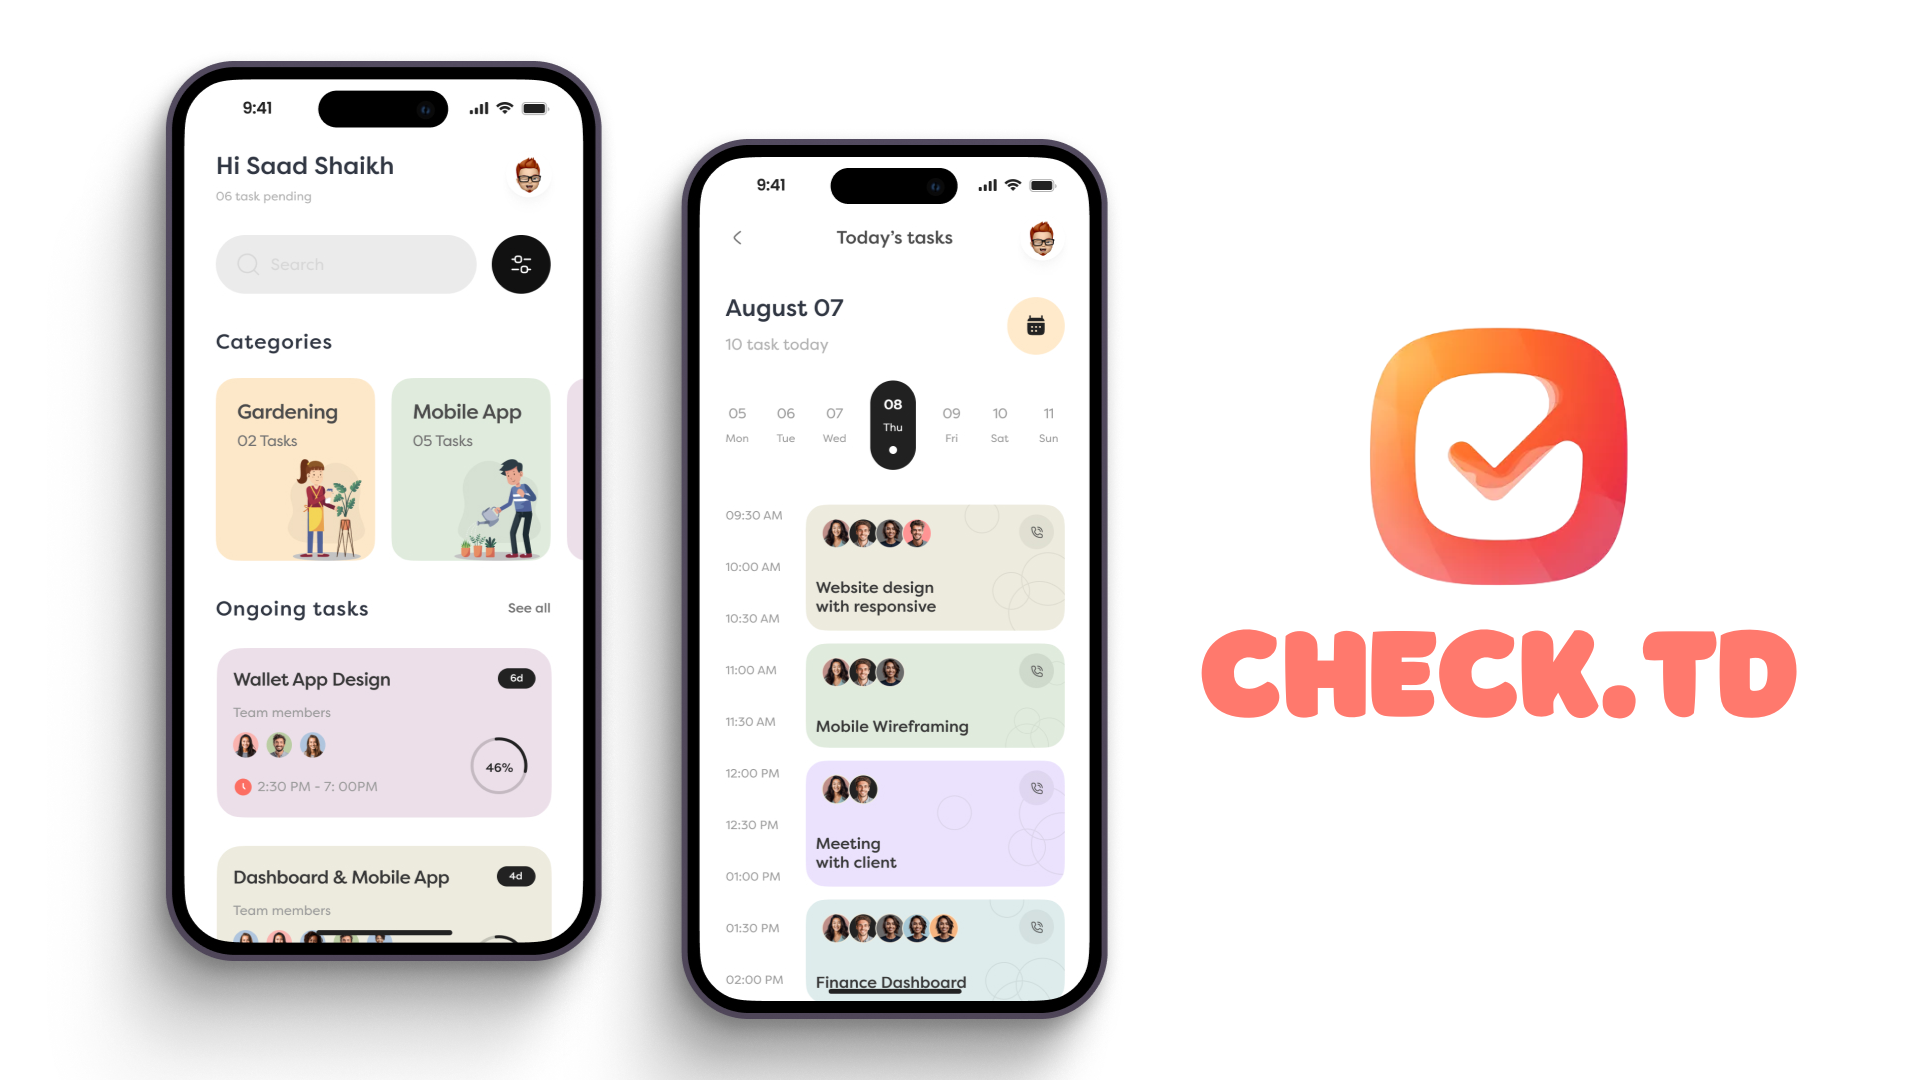 9:41
Hi Saad Shaikh
06 task pending
Search
Categories
Gardening
02 Tasks
Mobile App
05 Tasks
Ongoing tasks
See all
Wallet App Design
6d
Team members
46%
2:30 PM - 7: 00PM
Dashboard & Mobile App
4d
Team members
9:41
Today's tasks
August 07
10 task today
05 06 07 08 09 10 11
Mon Tue Wed Thu Fri Sat Sun
09:30 AM
10:00 AM
Website design
with responsive
10:30 AM
11:00 AM
11:30 AM
Mobile Wireframing
12:00 PM
12:30 PM
Meeting
with client
01:00 PM
01:30 PM
02:00 PM
Finance Dashboard
CHECK.TD